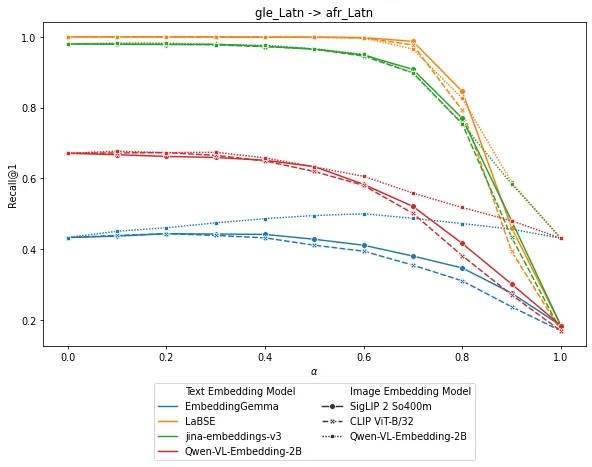 gle_Latn -> afr_Latn
Recall@1
1.0
0.8
0.6
0.4
0.2
0.0 0.2 0.4 0.6 0.8 1.0
α
Text Embedding Model
EmbeddingGemma
LaBSE
jina-embeddings-v3
Qwen-VL-Embedding-2B
Image Embedding Model
SigLIP 2 So400m
CLIP ViT-B/32
Qwen-VL-Embedding-2B